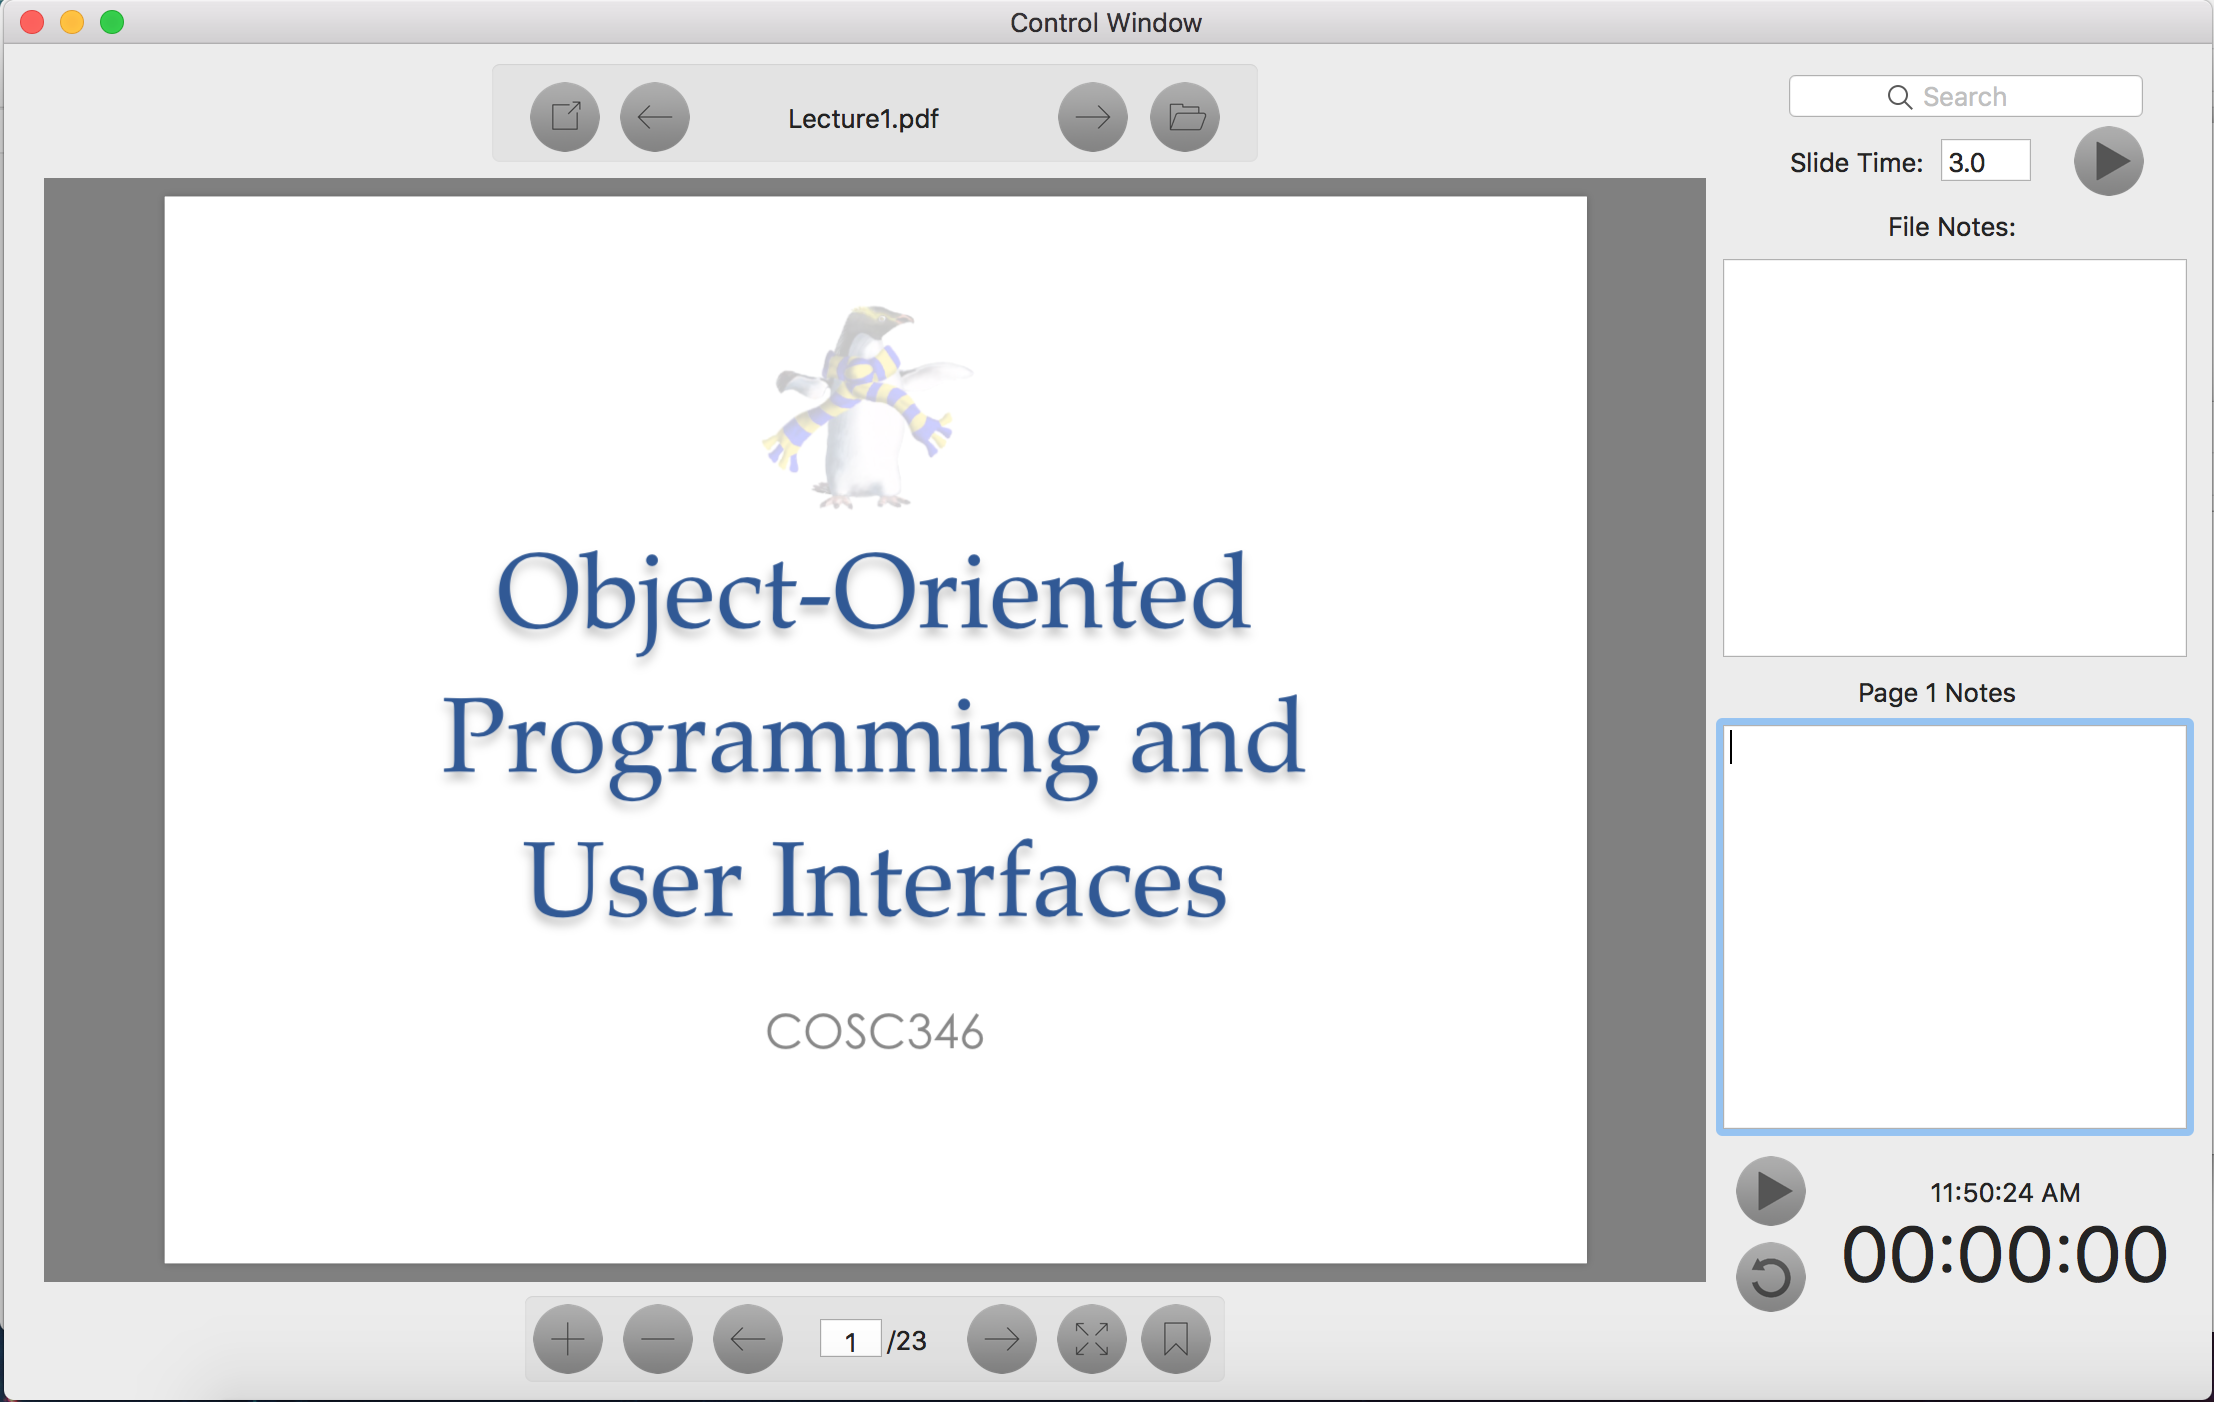 Control Window
Lecture1.pdf
Search
Slide Time: 3.0
File Notes:
Object-Oriented
Programming and
User Interfaces
COSC346
Page 1 Notes
11:50:24 AM
00:00:00
1 /23